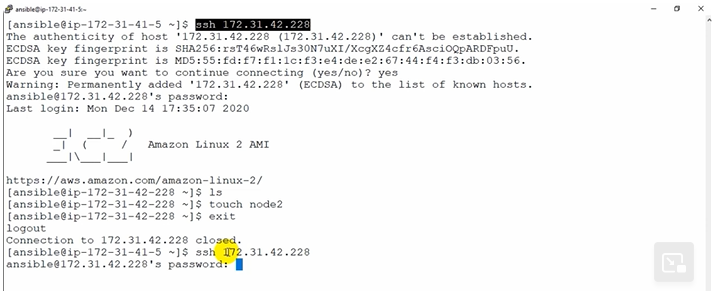 ansible@ip-172-31-41-5:~
[ansible@ip-172-31-41-5 ~]$ ssh 172.31.42.228
The authenticity of host '172.31.42.228 (172.31.42.228)' can't be established.
ECDSA key fingerprint is SHA256:rsT46wRslJs30N7uXI/XcgXZ4cfr6AsciOQpARDFpuU.
ECDSA key fingerprint is MD5:55:fd:f7:f1:1c:f3:e4:de:e2:67:44:f4:f3:db:03:56.
Are you sure you want to continue connecting (yes/no)? yes
Warning: Permanently added '172.31.42.228' (ECDSA) to the list of known hosts.
ansible@172.31.42.228's password:
Last login: Mon Dec 14 17:35:07 2020
       __|  __|_  )
       _|  (     /   Amazon Linux 2 AMI
      ___|\___|___|
https://aws.amazon.com/amazon-linux-2/
[ansible@ip-172-31-42-228 ~]$ ls
[ansible@ip-172-31-42-228 ~]$ touch node2
[ansible@ip-172-31-42-228 ~]$ exit
logout
Connection to 172.31.42.228 closed.
[ansible@ip-172-31-41-5 ~]$ ssh 172.31.42.228
ansible@172.31.42.228's password: